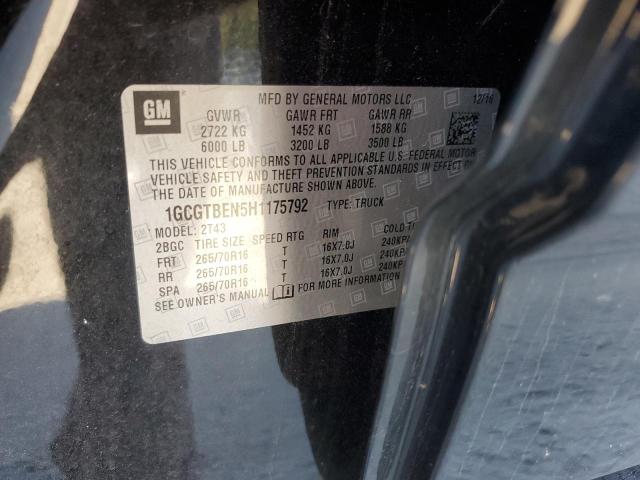 GM
MFD BY GENERAL MOTORS LLC
12/16
GVWR GAWR FRT GAWR RR
2722 KG 1452 KG 1588 KG
6000 LB 3200 LB 3500 LB
THIS VEHICLE CONFORMS TO ALL APPLICABLE U.S. FEDERAL MOTOR
VEHICLE SAFETY AND THEFT PREVENTION STANDARDS IN EFFECT
DATE OF MANUFACTURE SHOWN ABOVE.
1GCGTBEN5H1175792 TYPE: TRUCK
MODEL: 2T43
2BGC TIRE SIZE SPEED RTG RIM
FRT 265/70R16 T 16X7.0J 240KPA
RR 265/70R16 T 16X7.0J 240KPA
SPA 265/70R16 T 16X7.0J 240KPA
SEE OWNER'S MANUAL FOR MORE INFORMATION